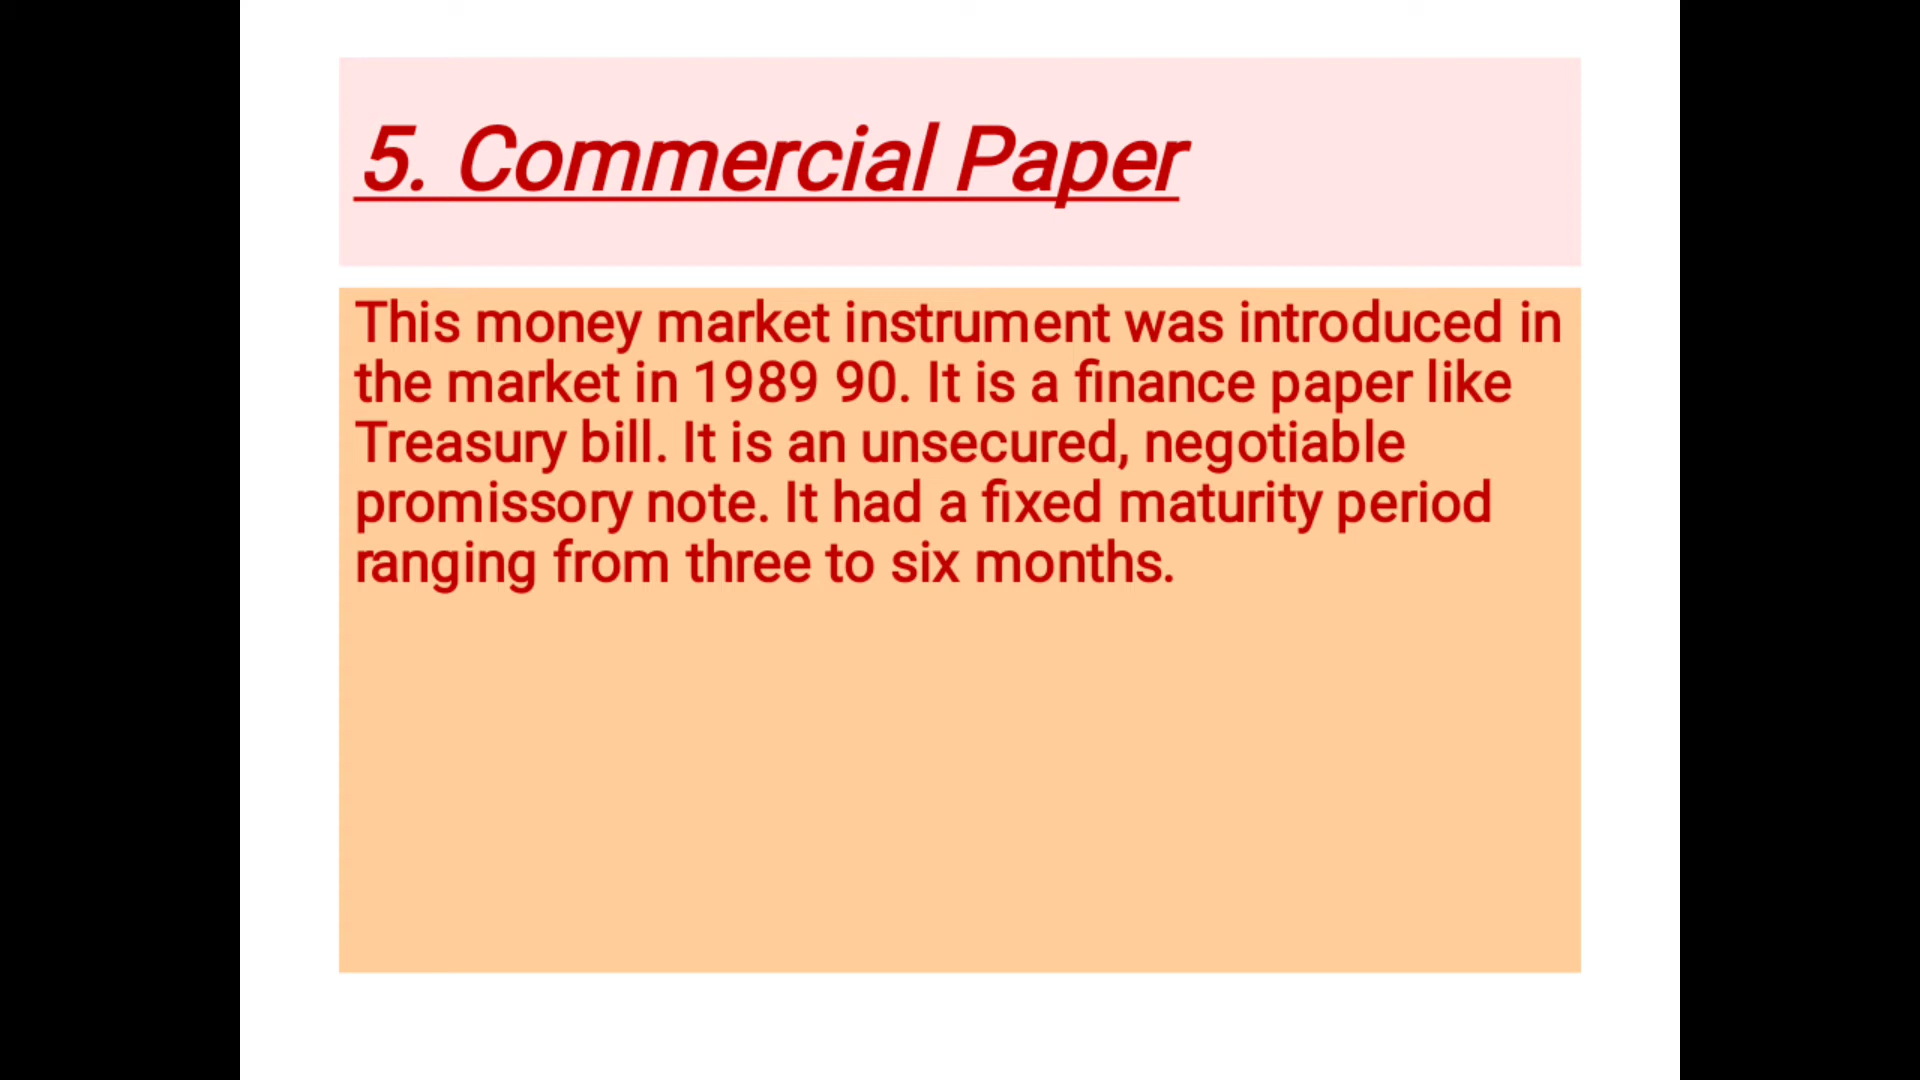 5. Commercial Paper
This money market instrument was introduced in
the market in 1989 90. It is a finance paper like
Treasury bill. It is an unsecured, negotiable
promissory note. It had a fixed maturity period
ranging from three to six months.